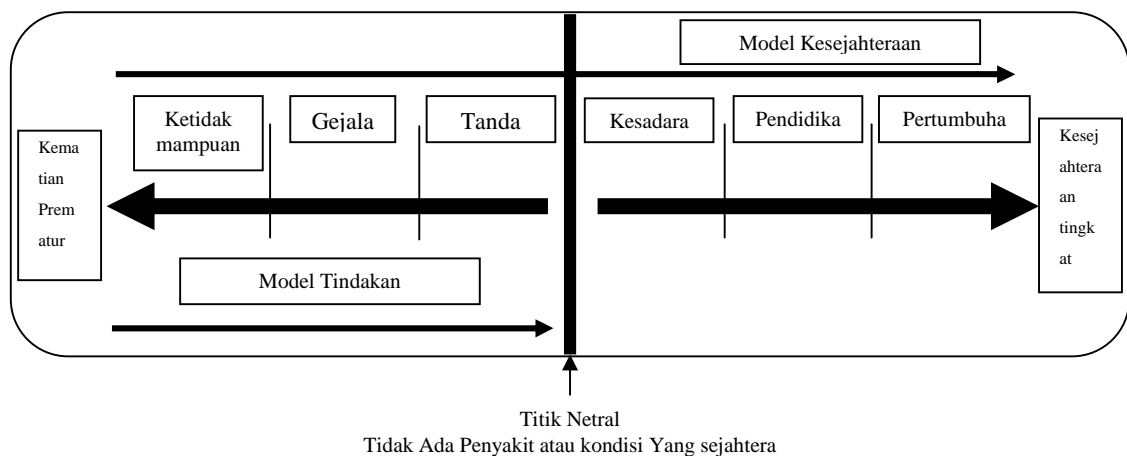 Model Kesejahteraan
Ketidak
mampuan
Gejala
Tanda
Kesadara
Pendidika
Pertumbuha
Kema
tian
Prem
atur
Kesej
ahtera
an
tingk
at
Model Tindakan
Titik Netral
Tidak Ada Penyakit atau kondisi Yang sejahtera